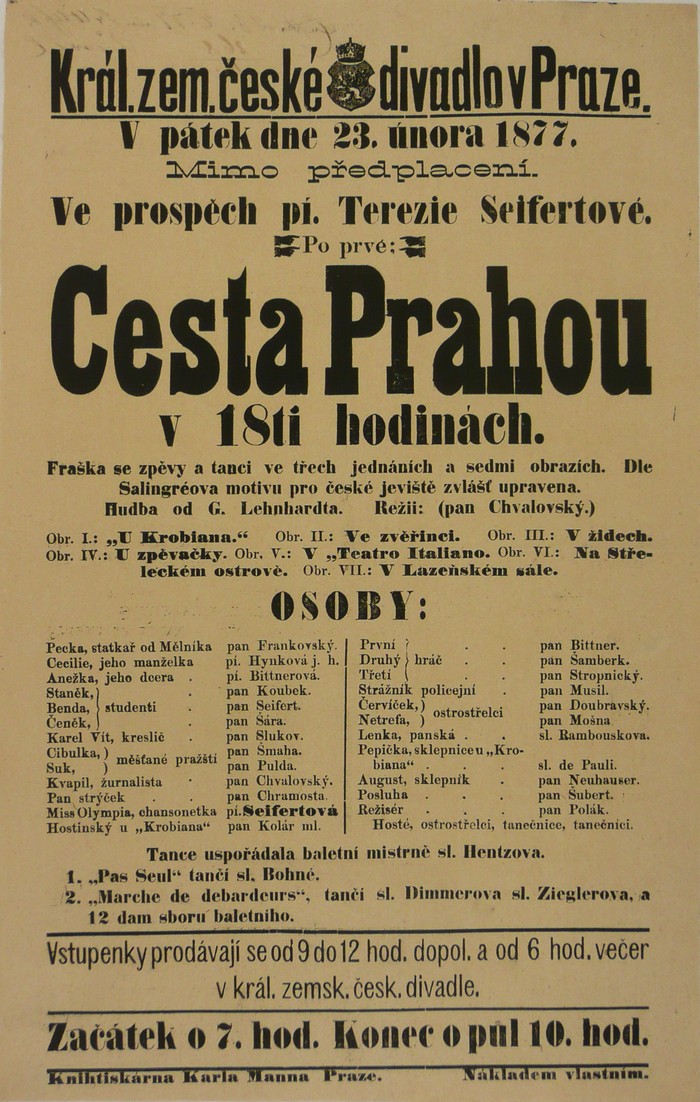 Král. zem. české divadlo v Praze.
V pátek dne 23. února 1877.
Mimo předplacení.
Ve prospěch pí. Terezie Seifertové.
Po prvé:
Cesta Prahou
v 18ti hodinách.
Fraška se zpěvy a tanci ve třech jednáních a sedmi obrazích. Dle
Salingréova motivu pro české jeviště zvlášť upravena.
Hudba od G. Lehnhardta. Režii: (pan Chvalovský.)
Obr. I.: „U Krobiana.“ Obr. II.: Ve zvěřinci. Obr. III.: V židech.
Obr. IV.: U zpěvačky. Obr. V.: V „Teatro Italiano. Obr. VI.: Na Stře-
leckém ostrově. Obr. VII.: V Lazeňském sále.
OSOBY:
Pecka, statkař od Mělníka pan Frankovský.
Cecilie, jeho manželka pí. Hynková j. h.
Anežka, jeho dcera . pí. Bittnerová.
Staněk, } . pan Koubek.
Benda, } studenti . pan Seifert.
Čeněk, } . pan Šára.
Karel Vít, kreslič . pan Slukov.
Cibulka, ) měšťané pražští pan Šmaha.
Suk, ) pan Pulda.
Kvapil, žurnalista . pan Chvalovský.
Pan strýček . . pan Chramosta.
Miss Olympia, chansonetka pí. Seifertová
Hostinský u „Krobiana“ pan Kolár ml.
První } . . pan Bittner.
Druhý } hráč . . pan Šamberk.
Třetí } . . pan Stropnický.
Strážník policejní . pan Musil.
Červíček, ) ostrostřelci pan Doubravský.
Netrefa, ) pan Mošna.
Lenka, panská . . sl. Rambouskova.
Pepička, sklepnice u „Kro-
biana“ . . . sl. de Pauli.
August, sklepník . pan Neuhauser.
Posluha . . . pan Šubert.
Režisér . . . pan Polák.
Hosté, ostrostřelci, tanečnice, tanečníci.
Tance uspořádala baletní mistrně sl. Hentzova.
1. „Pas Seul“ tančí sl. Bohné.
2. „Marche de debardeurs“, tančí sl. Dimmerova sl. Zieglerova, a
12 dam sboru baletního.
Vstupenky prodávají se od 9 do 12 hod. dopol. a od 6 hod. večer
v král. zemsk. česk. divadle.
Začátek o 7. hod. Konec o půl 10. hod.
Knihtiskárna Karla Manna Praze. Nákladem vlastním.